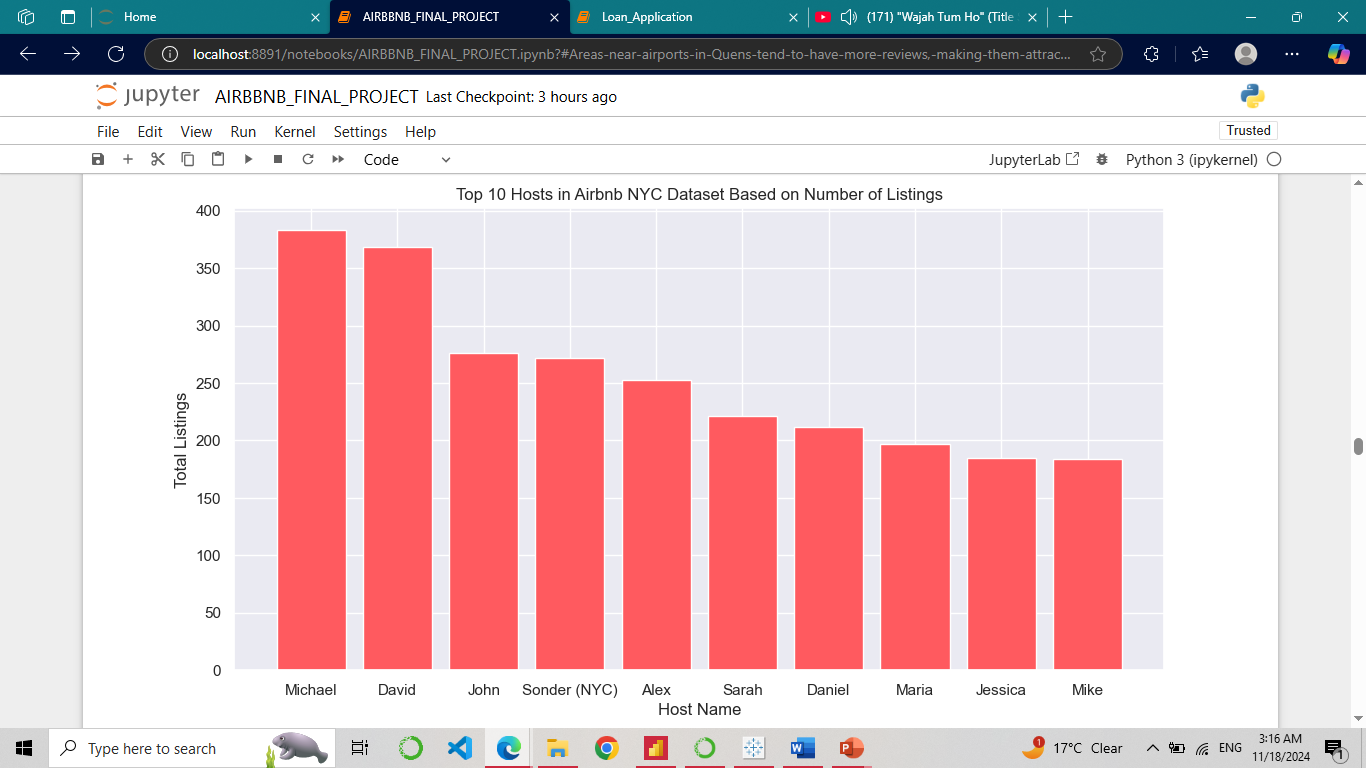 Home
AIRBBNB_FINAL_PROJECT
Loan_Application
(171) "Wajah Tum Ho" (Title
localhost:8891/notebooks/AIRBBNB_FINAL_PROJECT.ipynb?#Areas-near-airports-in-Quens-tend-to-have-more-reviews,-making-them-attrac...
jupyter AIRBBNB_FINAL_PROJECT Last Checkpoint: 3 hours ago
File Edit View Run Kernel Settings Help
Trusted
Code
JupyterLab
Python 3 (ipykernel)
Top 10 Hosts in Airbnb NYC Dataset Based on Number of Listings
400
350
300
250
200
150
100
50
0
Total Listings
Michael David John Sonder (NYC) Alex Sarah Daniel Maria Jessica Mike
Host Name
Type here to search
1
17°C Clear
ENG
3:16 AM
11/18/2024
1